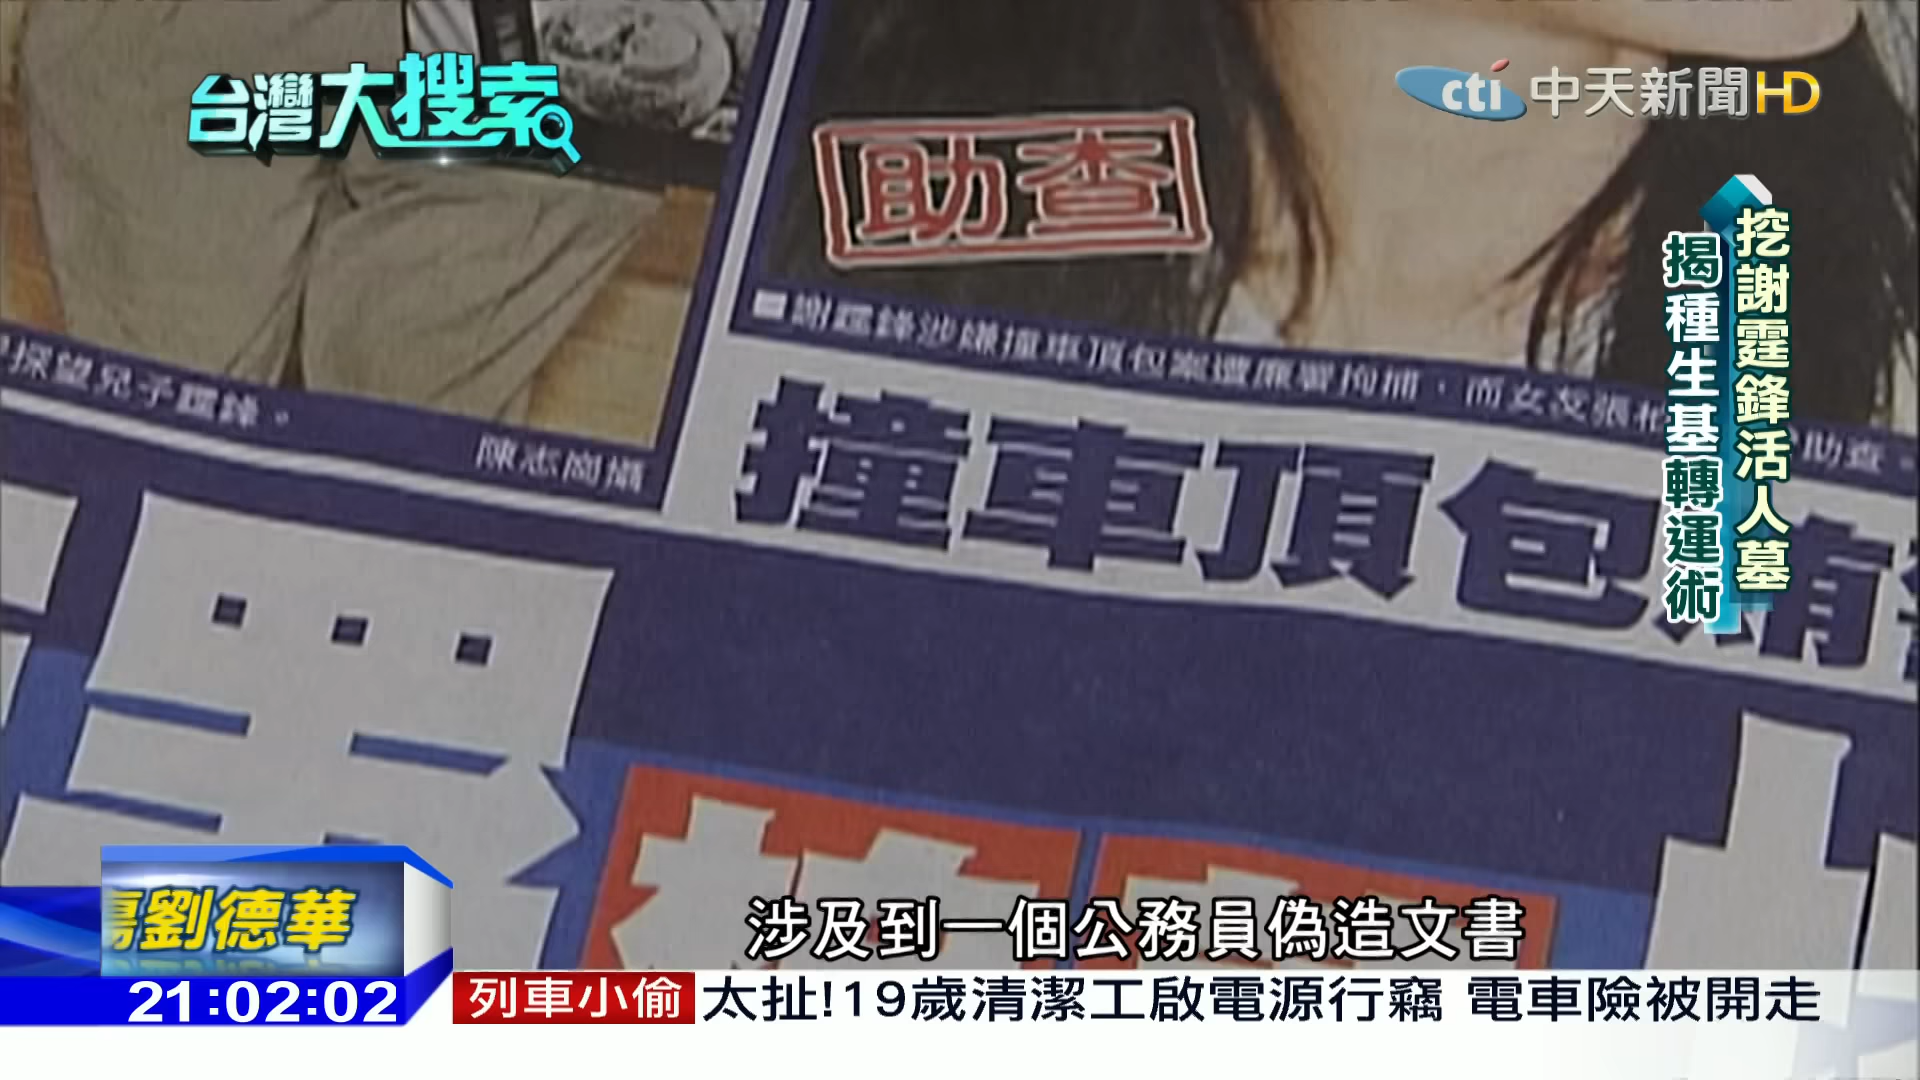 台灣大搜索
cti 中天新聞HD
挖謝霆鋒活人墓
揭種生基轉運術
助查
■謝霆鋒涉嫌撞車頂包案遭廉署拘捕，而女友張柏
助查。
探望兒子霆鋒。
陳志崗攝
撞車頂包
涉及到一個公務員偽造文書
劉德華
21:02:02
列車小偷
太扯!19歲清潔工啟電源行竊 電車險被開走